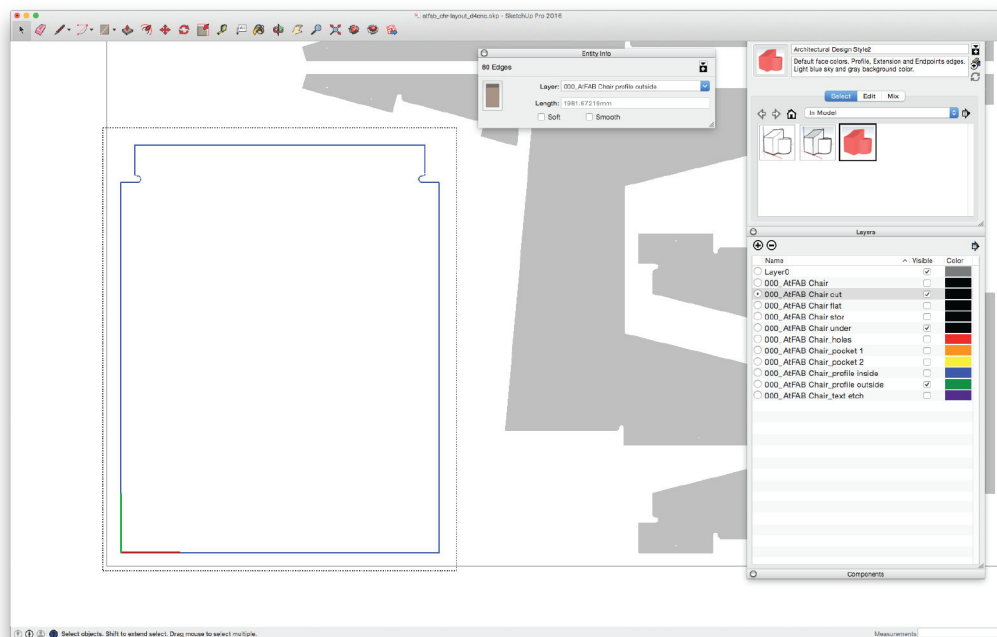 atfab_chr layout_d4cnc.skp - SketchUp Pro 2016
Entity Info
80 Edges
Layer: 000_AtFAB Chair profile outside
Length: 1981.67216mm
Soft Smooth
Architectural Design Style2
Default face colors. Profile, Extension and Endpoints edges.
Light blue sky and gray background color.
Select Edit Mix
In Model
Layers
Name Visible Color
Layer0
000_AtFAB Chair
000_AtFAB Chair cut
000_AtFAB Chair flat
000_AtFAB Chair stor
000_AtFAB Chair under
000_AtFAB Chair_holes
000_AtFAB Chair_pocket 1
000_AtFAB Chair_pocket 2
000_AtFAB Chair_profile inside
000_AtFAB Chair_profile outside
000_AtFAB Chair_text etch
Components
Select objects. Shift to extend select. Drag mouse to select multiple.
Measurements